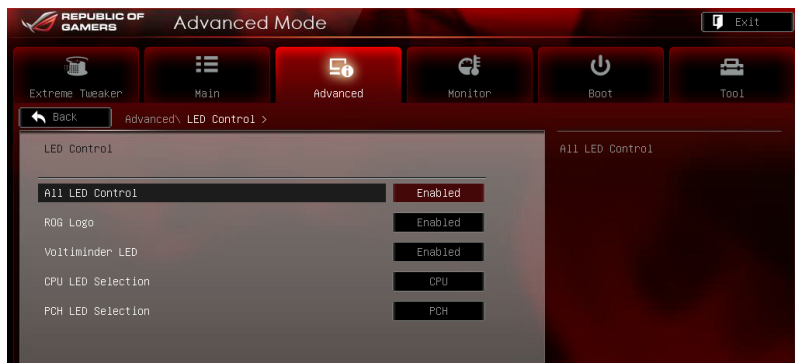 REPUBLIC OF
GAMERS
Advanced Mode
Exit
Extreme Tweaker
Main
Advanced
Monitor
Boot
Tool
Back
Advanced\ LED Control >
LED Control
All LED Control
All LED Control
Enabled
ROG Logo
Enabled
Voltiminder LED
Enabled
CPU LED Selection
CPU
PCH LED Selection
PCH